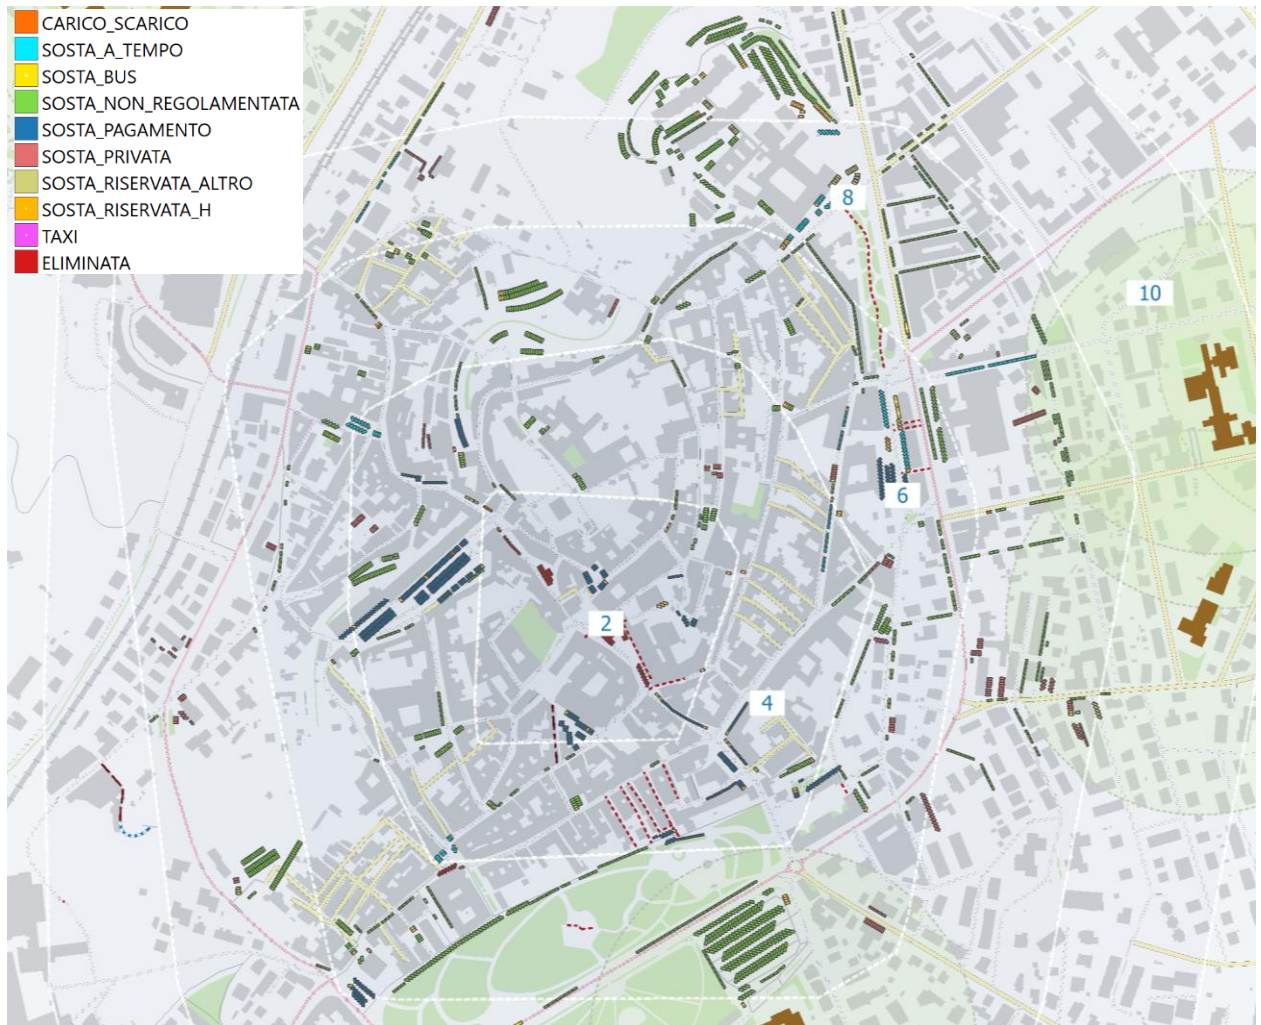 CARICO_SCARICO
SOSTA_A_TEMPO
SOSTA_BUS
SOSTA_NON_REGOLAMENTATA
SOSTA_PAGAMENTO
SOSTA_PRIVATA
SOSTA_RISERVATA_ALTRO
SOSTA_RISERVATA_H
TAXI
ELIMINATA
8
10
6
2
4